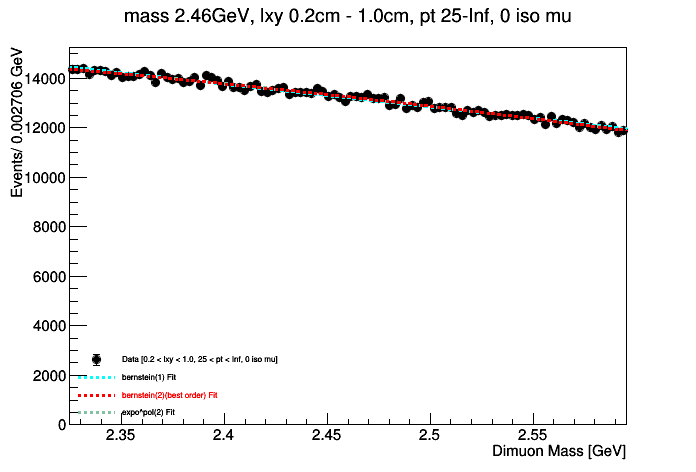 mass 2.46GeV, lxy 0.2cm - 1.0cm, pt 25-Inf, 0 iso mu
Events/ 0.002706 GeV
14000
12000
10000
8000
6000
4000
2000
0
Data [0.2 < lxy < 1.0, 25 < pt < Inf, 0 iso mu]
bernstein(1) Fit
bernstein(2)(best order) Fit
expo^pol(2) Fit
2.35 2.4 2.45 2.5 2.55
Dimuon Mass [GeV]